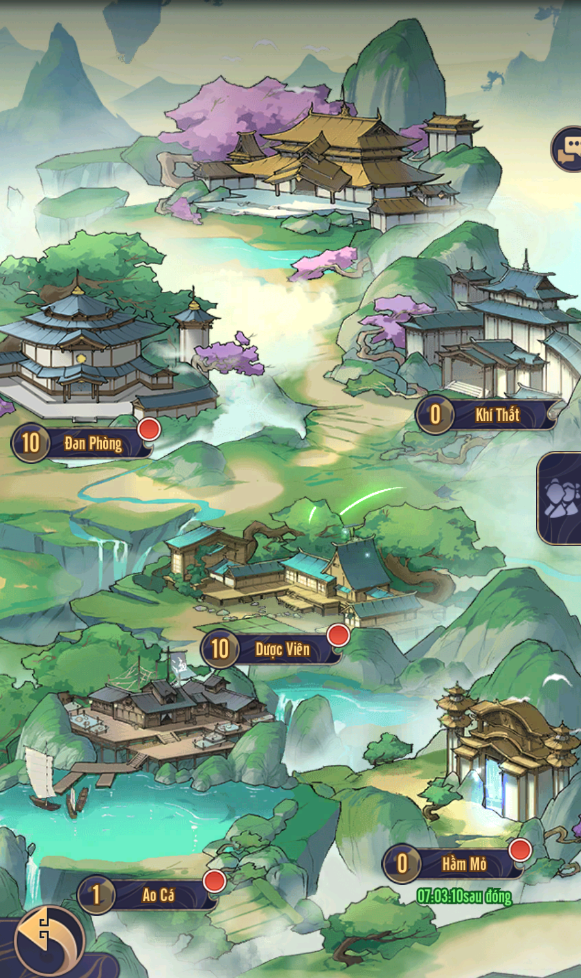 0 Khí Thất
10 Đan Phòng
10 Dược Viên
0 Hầm Mỏ
07:03:10sau đóng
1 Ao Cá